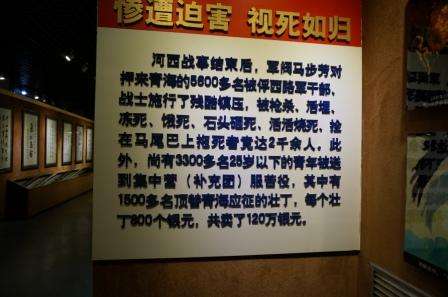 惨遭迫害 视死如归
河西战事结束后，军阀马步芳对
押来青海的5600多名被俘西路军干部、
战士施行了残酷镇压，被枪杀、活埋、
冻死、饿死、石头砸死、活活烧死、拴
在马尾巴上拖死者竟达2千余人。此
外，尚有3300多名25岁以下的青年被送
到集中营（补充团）服苦役，其中有
1500多名顶替青海应征的壮丁，每个壮
丁800个银元，共卖了120万银元。